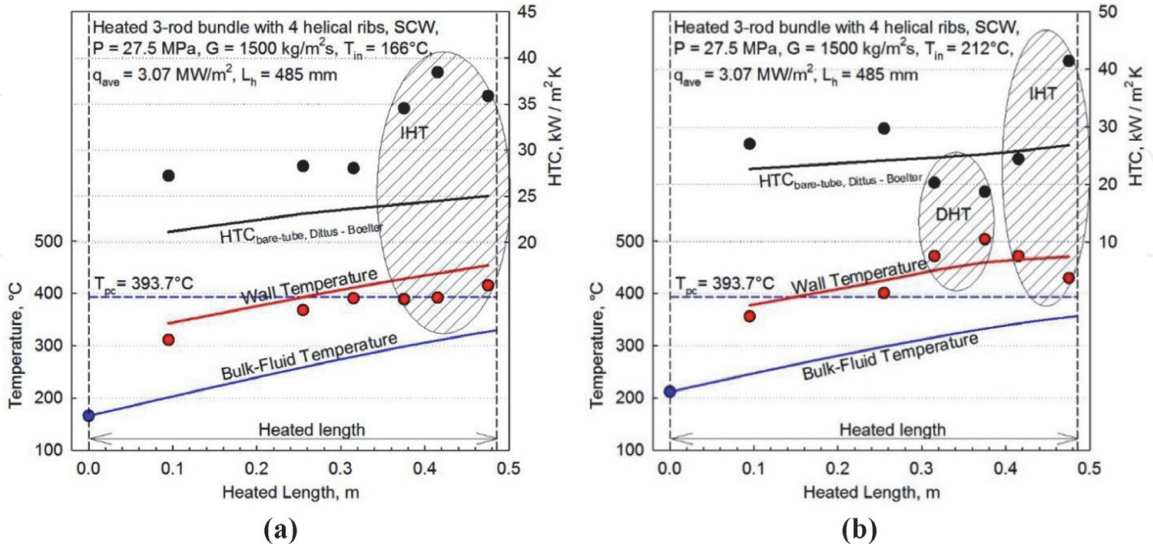 Heated 3-rod bundle with 4 helical ribs, SCW,
P = 27.5 MPa, G = 1500 kg/m²s, Tin = 166°C,
qave = 3.07 MW/m², Lh = 485 mm
IHT
HTCbare-tube, Dittus - Boelter
Tpc = 393.7°C
Wall Temperature
Bulk-Fluid Temperature
Heated length
Temperature, °C
500
400
300
200
100
HTC, kW / m² K
45
40
35
30
25
20
0.0 0.1 0.2 0.3 0.4 0.5
Heated Length, m
(a)
Heated 3-rod bundle with 4 helical ribs, SCW,
P = 27.5 MPa, G = 1500 kg/m²s, Tin = 212°C,
qave = 3.07 MW/m², Lh = 485 mm
IHT
HTCbare-tube, Dittus - Boelter
DHT
Tpc = 393.7°C
Wall Temperature
Bulk-Fluid Temperature
Heated length
Temperature, °C
500
400
300
200
100
HTC, kW / m² K
50
40
30
20
10
0.0 0.1 0.2 0.3 0.4 0.5
Heated Length, m
(b)